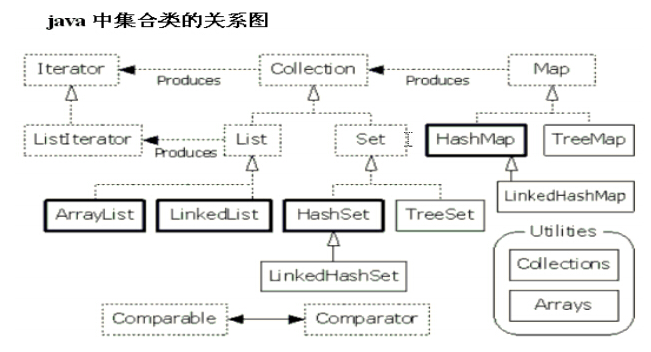 java 中集合类的关系图
Iterator
Produces
Collection
Produces
Map
ListIterator
Produces
List
Set
HashMap
TreeMap
ArrayList
LinkedList
HashSet
TreeSet
LinkedHashMap
LinkedHashSet
Utilities
Collections
Arrays
Comparable
Comparator